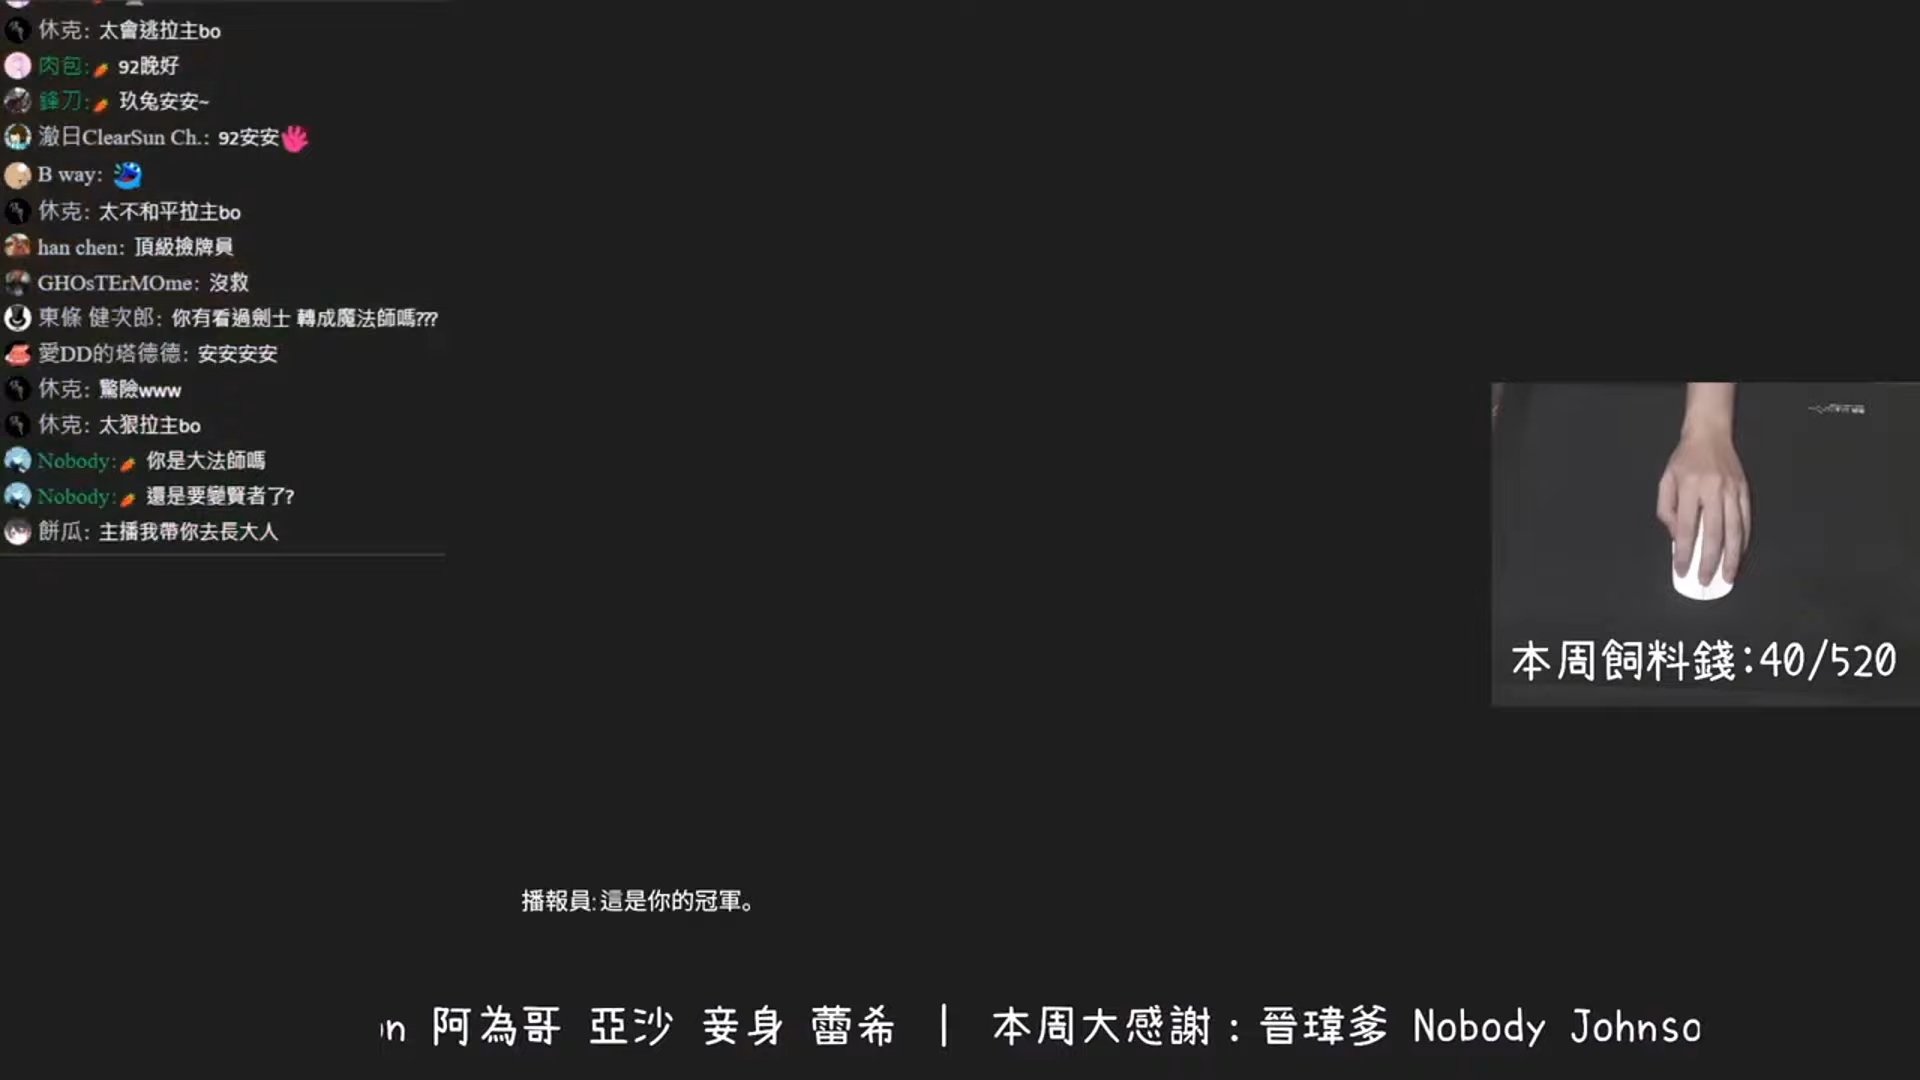 休克: 太會逃拉主bo
肉包: 92晚好
鋒刀: 玖兔安安~
澈日ClearSun Ch.: 92安安
B way:
休克: 太不和平拉主bo
han chen: 頂級撿牌員
GHOsTErMOme: 沒救
東條 健次郎: 你有看過劍士 轉成魔法師嗎???
愛DD的塔德德: 安安安安
休克: 驚險www
休克: 太狠拉主bo
Nobody: 你是大法師嗎
Nobody: 還是要變賢者了?
餅瓜: 主播我帶你去長大人
本周飼料錢:40/520
播報員:這是你的冠軍。
n 阿為哥 亞沙 妾身 蕾希 | 本周大感謝:晉瑋爹 Nobody Johnso